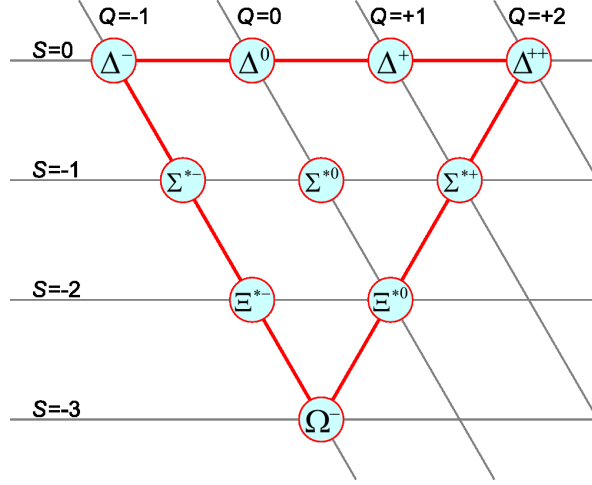 Q=-1 Q=0 Q=+1 Q=+2
S=0 Δ⁻ Δ⁰ Δ⁺ Δ⁺⁺
S=-1 Σ*⁻ Σ*⁰ Σ*⁺
S=-2 Ξ*⁻ Ξ*⁰
S=-3 Ω⁻